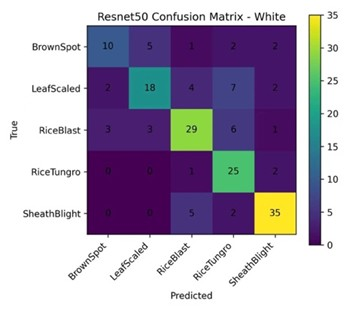 Resnet50 Confusion Matrix - White
35
BrownSpot 10 5 1 2 2
30
LeafScaled 2 18 4 7 2
25
20
True
RiceBlast 3 3 29 6 1
15
RiceTungro 0 0 1 25 2
10
SheathBlight 0 0 5 2 35
5
0
BrownSpot LeafScaled RiceBlast RiceTungro SheathBlight
Predicted